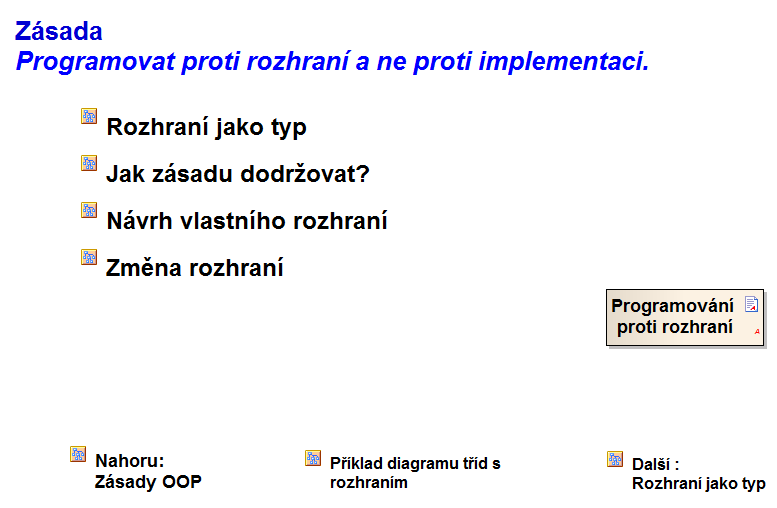 Zásada
Programovat proti rozhraní a ne proti implementaci.
Rozhraní jako typ
Jak zásadu dodržovat?
Návrh vlastního rozhraní
Změna rozhraní
Programování
proti rozhraní
A
Nahoru:
Zásady OOP
Příklad diagramu tříd s
rozhraním
Další :
Rozhraní jako typ